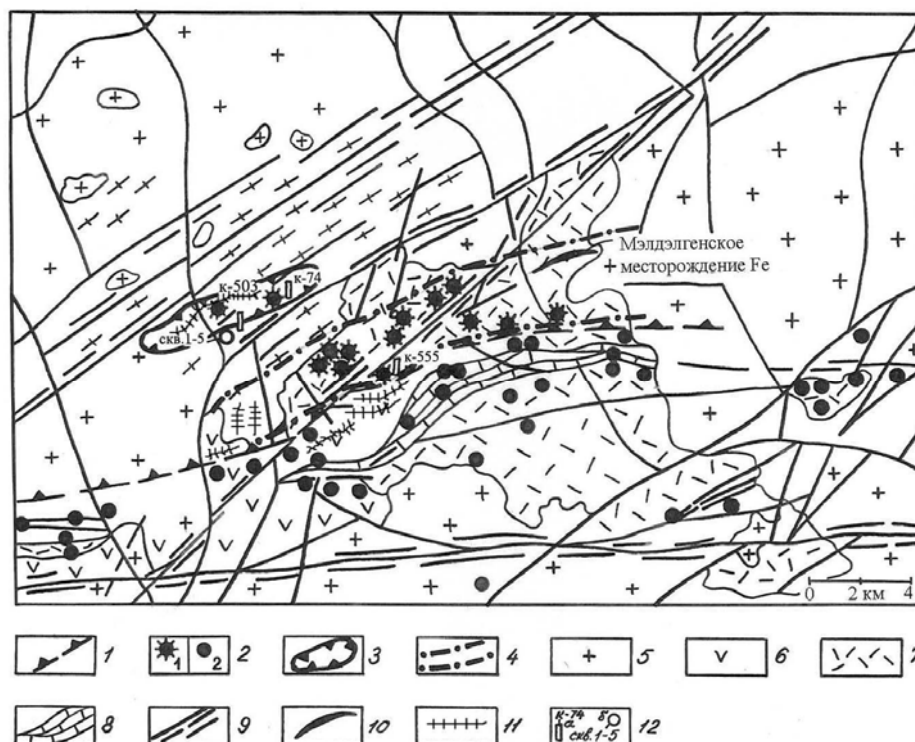 Мэлдэлгенское
месторождение Fe
к-503
к-74
скв.1-5
к-555
0 2 км 4
1
1 2 2
3
4
5
6
7
8
9
10
11
к-74 а б скв. 1-5 12